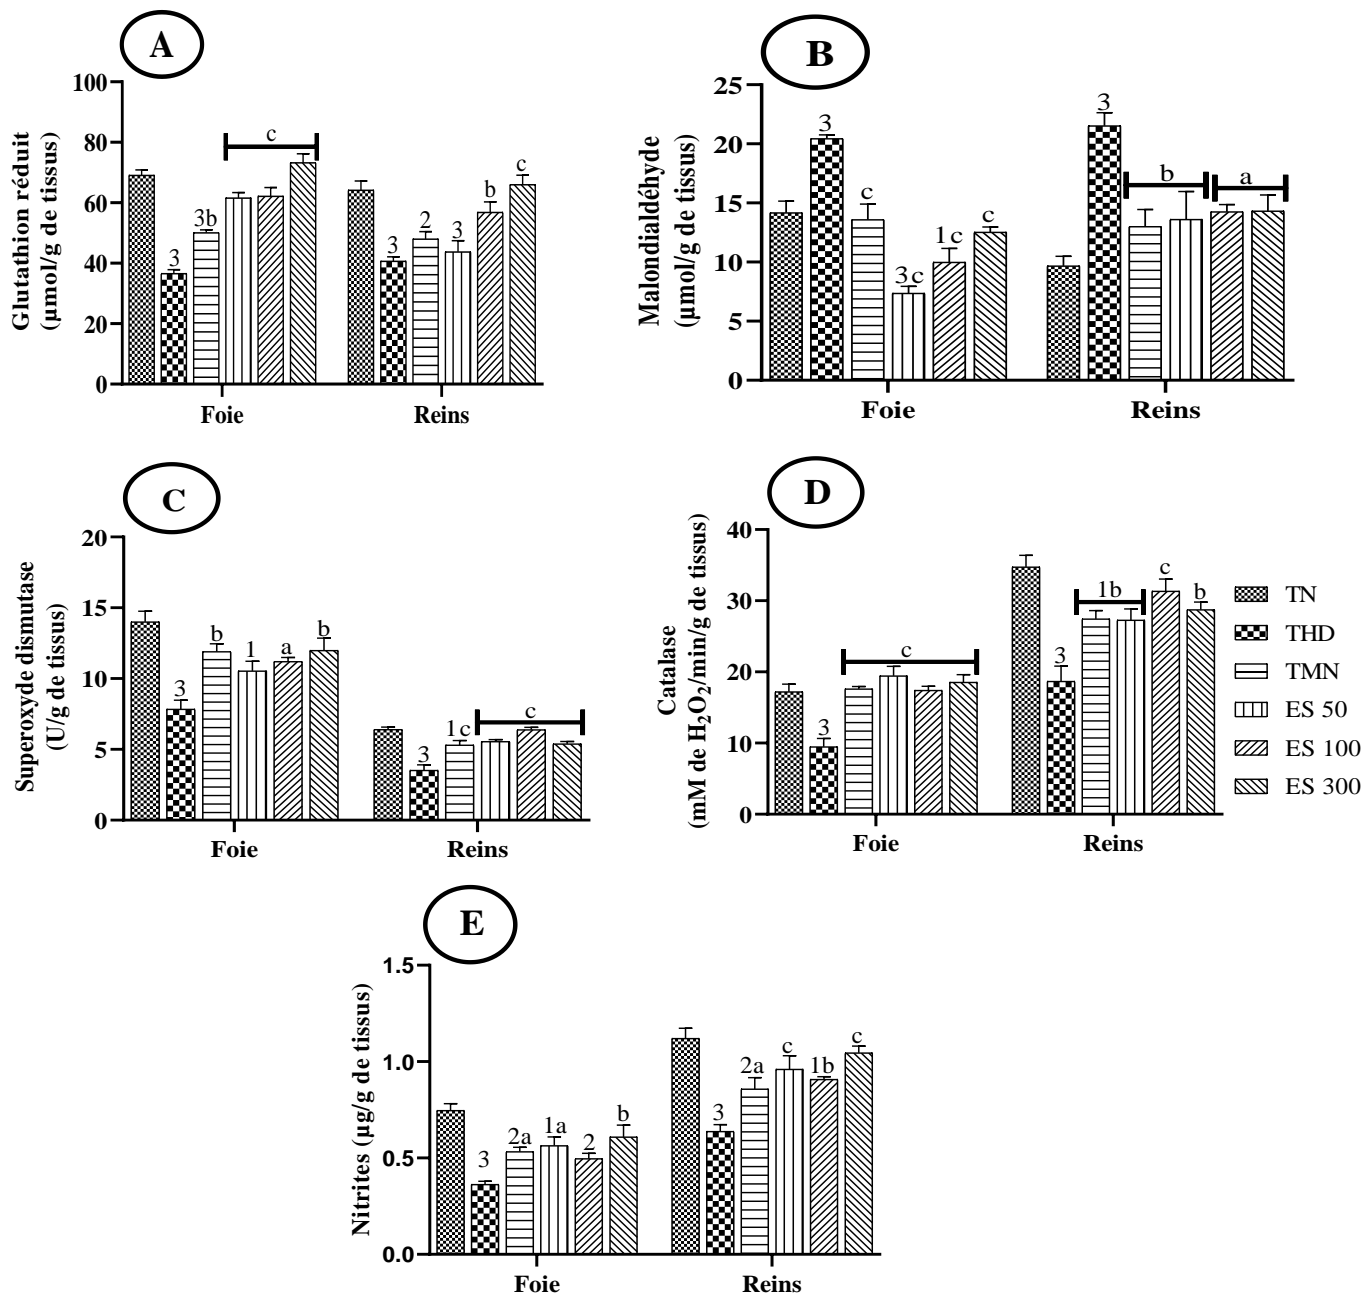 A
Glutathion réduit
(µmol/g de tissus)
100
80
60
40
20
0
3
3b
c
3
2
3
b
c
Foie
Reins
B
Malondialdéhyde
(µmol/g de tissus)
25
20
15
10
5
0
3
c
3c
1c
c
3
b
a
Foie
Reins
C
Superoxyde dismutase
(U/g de tissus)
20
15
10
5
0
3
b
1
a
b
3
1c
c
Foie
Reins
D
Catalase
(mM de H₂O₂/min/g de tissus)
40
30
20
10
0
3
c
3
1b
c
b
Foie
Reins
TN
THD
TMN
ES 50
ES 100
ES 300
E
Nitrites (µg/g de tissus)
1.5
1.0
0.5
0.0
3
2a
1a
2
b
3
2a
c
1b
c
Foie
Reins